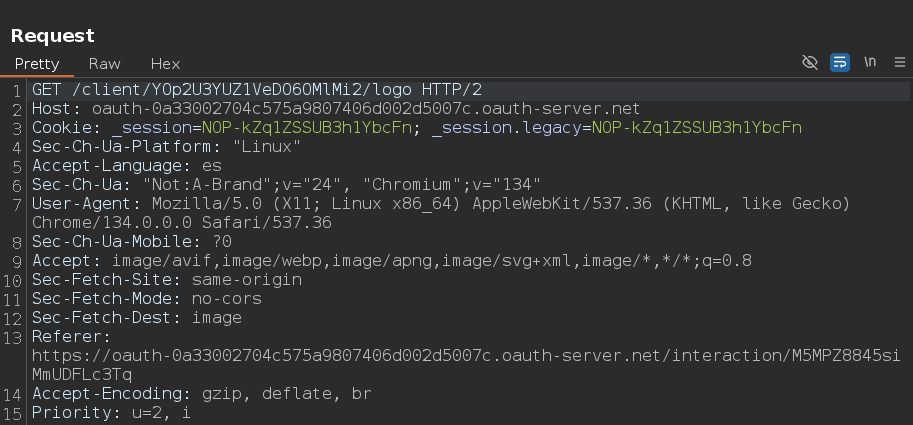 Request
Pretty Raw Hex
\n
1 GET /client/YOp2U3YUZ1VeDO6OMlMi2/logo HTTP/2
2 Host: oauth-0a33002704c575a9807406d002d5007c.oauth-server.net
3 Cookie: _session=NOP-kZq1ZSSUB3h1YbcFn; _session.legacy=NOP-kZq1ZSSUB3h1YbcFn
4 Sec-Ch-Ua-Platform: "Linux"
5 Accept-Language: es
6 Sec-Ch-Ua: "Not:A-Brand";v="24", "Chromium";v="134"
7 User-Agent: Mozilla/5.0 (X11; Linux x86_64) AppleWebKit/537.36 (KHTML, like Gecko)
Chrome/134.0.0.0 Safari/537.36
8 Sec-Ch-Ua-Mobile: ?0
9 Accept: image/avif,image/webp,image/apng,image/svg+xml,image/*,*/*;q=0.8
10 Sec-Fetch-Site: same-origin
11 Sec-Fetch-Mode: no-cors
12 Sec-Fetch-Dest: image
13 Referer:
https://oauth-0a33002704c575a9807406d002d5007c.oauth-server.net/interaction/M5MPZ8845si
MmUDFLc3Tq
14 Accept-Encoding: gzip, deflate, br
15 Priority: u=2, i